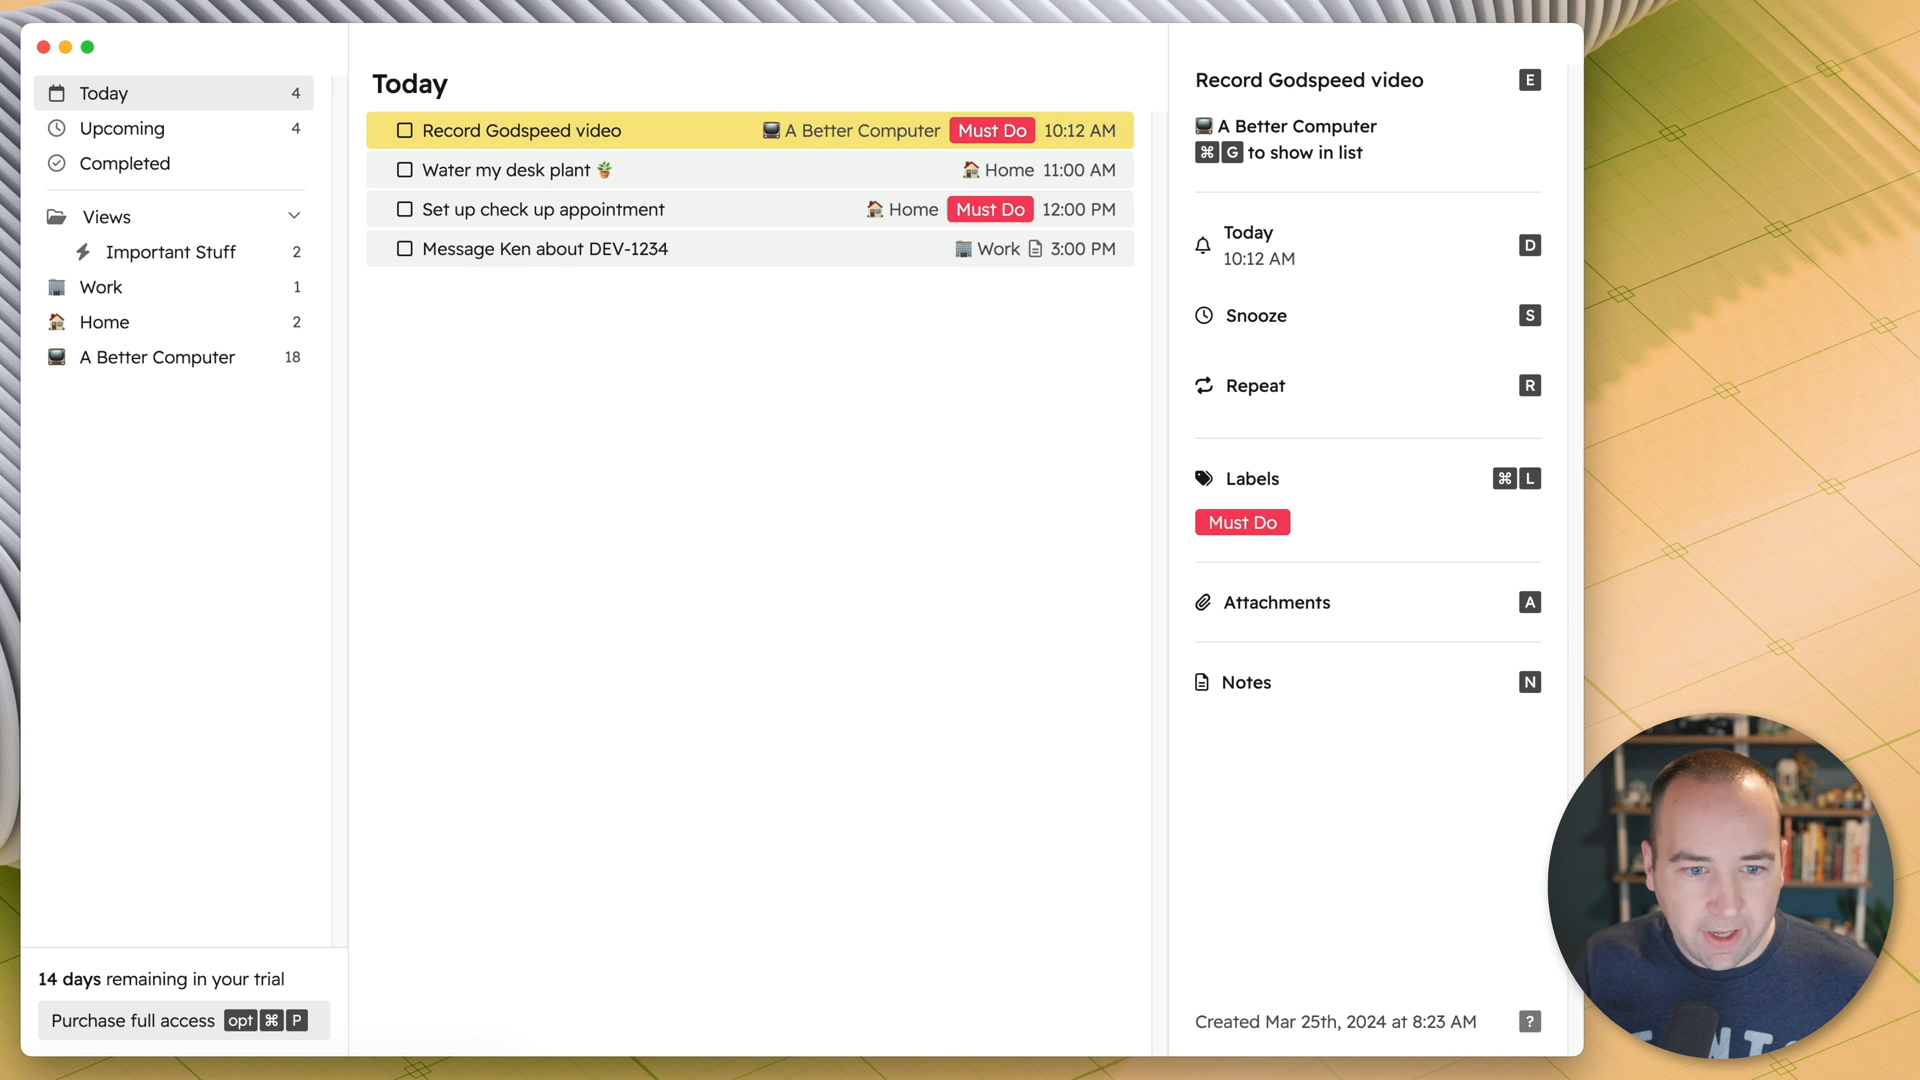 Today 4
Upcoming 4
Completed
Views
Important Stuff 2
Work 1
Home 2
A Better Computer 18
14 days remaining in your trial
Purchase full access opt ⌘ P
Today
Record Godspeed video A Better Computer Must Do 10:12 AM
Water my desk plant 🪴 Home 11:00 AM
Set up check up appointment Home Must Do 12:00 PM
Message Ken about DEV-1234 Work 3:00 PM
Record Godspeed video E
A Better Computer
⌘ G to show in list
Today
10:12 AM D
Snooze S
Repeat R
Labels ⌘ L
Must Do
Attachments A
Notes N
Created Mar 25th, 2024 at 8:23 AM ?